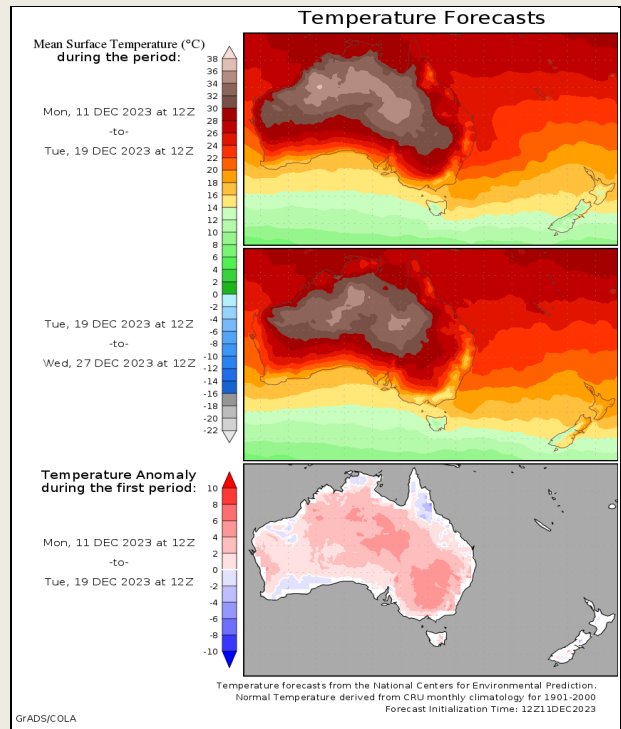 Temperature Forecasts
Mean Surface Temperature (°C)
during the period:
38
36
34
32
30
28
26
24
22
20
18
16
14
12
10
8
6
4
2
0
-2
-4
-6
-8
-10
-12
-14
-16
-18
-20
-22
Mon, 11 DEC 2023 at 12Z
-to-
Tue, 19 DEC 2023 at 12Z
Tue, 19 DEC 2023 at 12Z
-to-
Wed, 27 DEC 2023 at 12Z
Temperature Anomaly
during the first period:
10
8
6
4
2
0
-2
-4
-6
-8
-10
Mon, 11 DEC 2023 at 12Z
-to-
Tue, 19 DEC 2023 at 12Z
Temperature forecasts from the National Centers for Environmental Prediction.
Normal Temperature derived from CRU monthly climatology for 1901-2000
Forecast Initialization Time: 12Z11DEC2023
GrADS/COLA